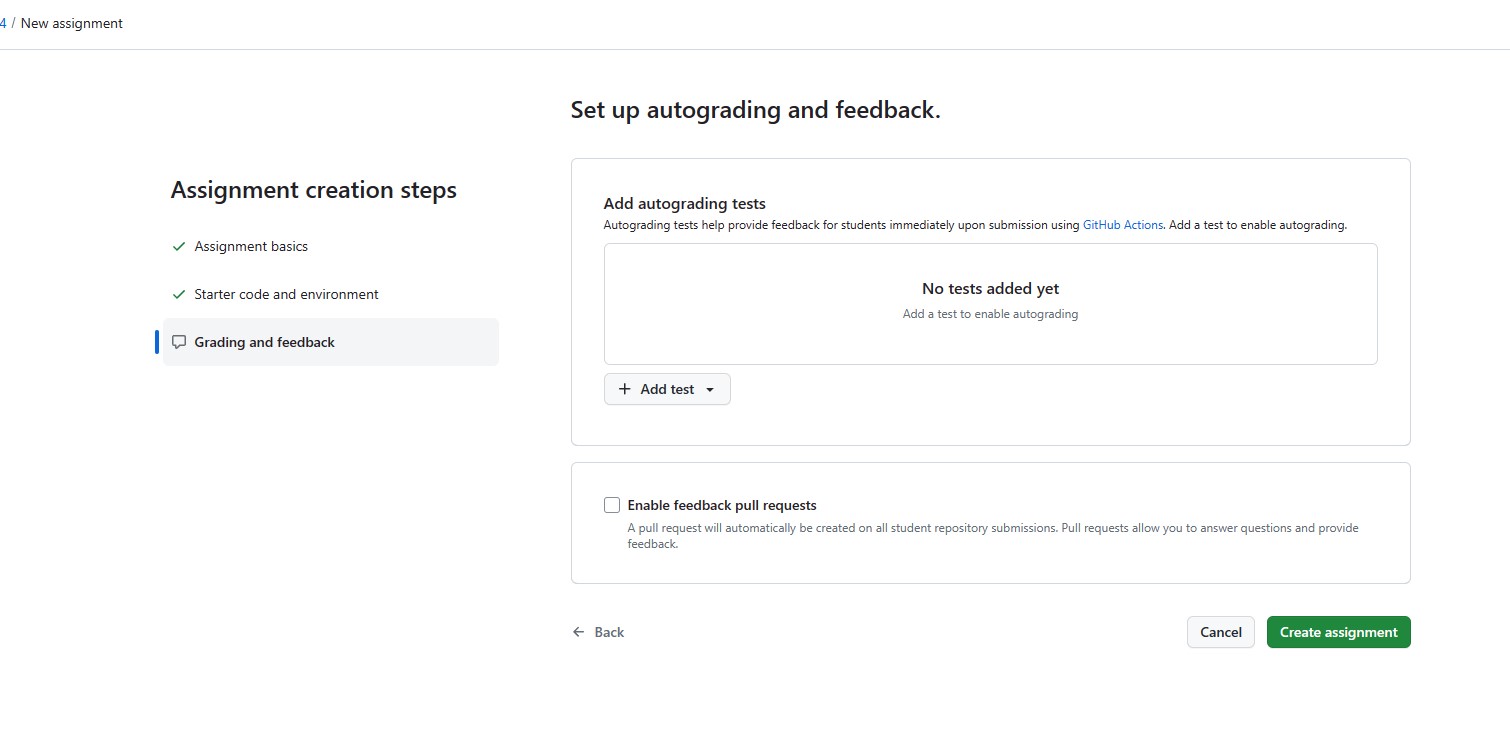 4 / New assignment
Set up autograding and feedback.
Assignment creation steps
Assignment basics
Starter code and environment
Grading and feedback
Add autograding tests
Autograding tests help provide feedback for students immediately upon submission using GitHub Actions. Add a test to enable autograding.
No tests added yet
Add a test to enable autograding
Add test
Enable feedback pull requests
A pull request will automatically be created on all student repository submissions. Pull requests allow you to answer questions and provide
feedback.
Back
Cancel
Create assignment